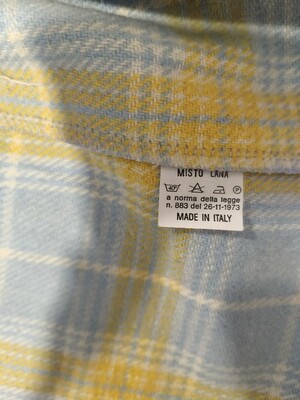 MISTO LANA
a norma della legge
n. 883 del 26-11-1973
MADE IN ITALY